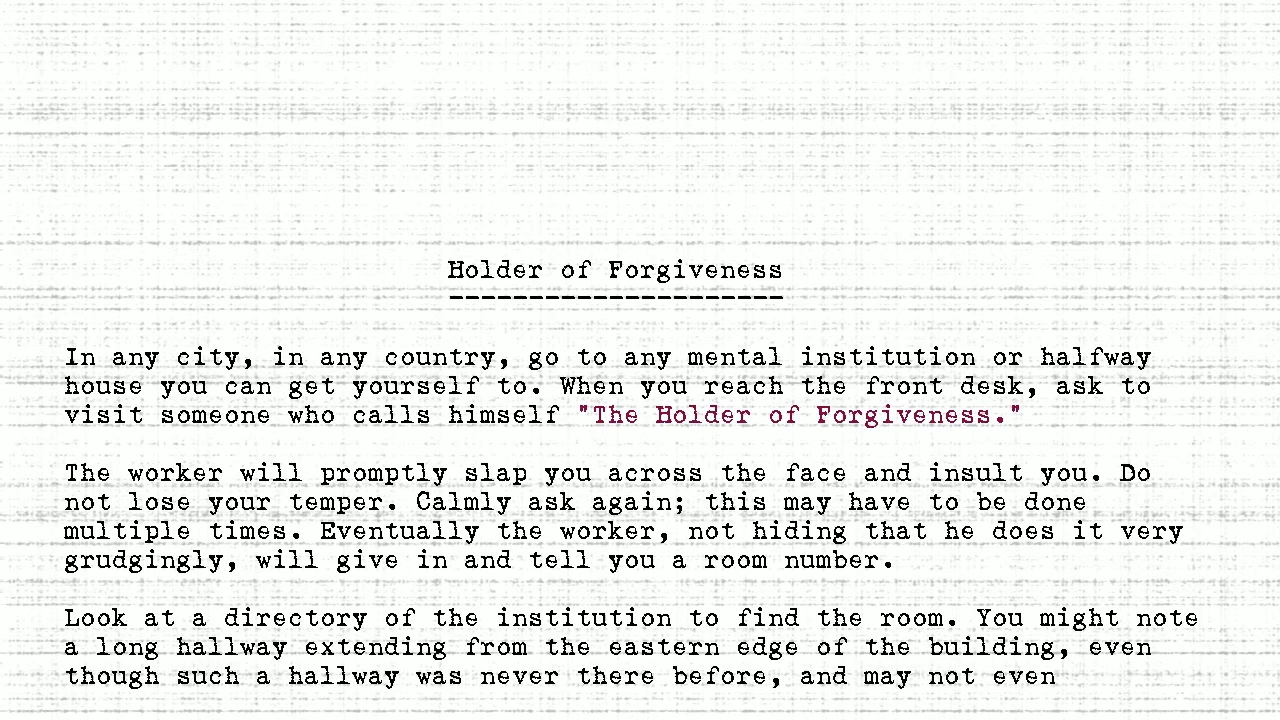 Holder of Forgiveness
---------------------
In any city, in any country, go to any mental institution or halfway
house you can get yourself to. When you reach the front desk, ask to
visit someone who calls himself "The Holder of Forgiveness."
The worker will promptly slap you across the face and insult you. Do
not lose your temper. Calmly ask again; this may have to be done
multiple times. Eventually the worker, not hiding that he does it very
grudgingly, will give in and tell you a room number.
Look at a directory of the institution to find the room. You might note
a long hallway extending from the eastern edge of the building, even
though such a hallway was never there before, and may not even